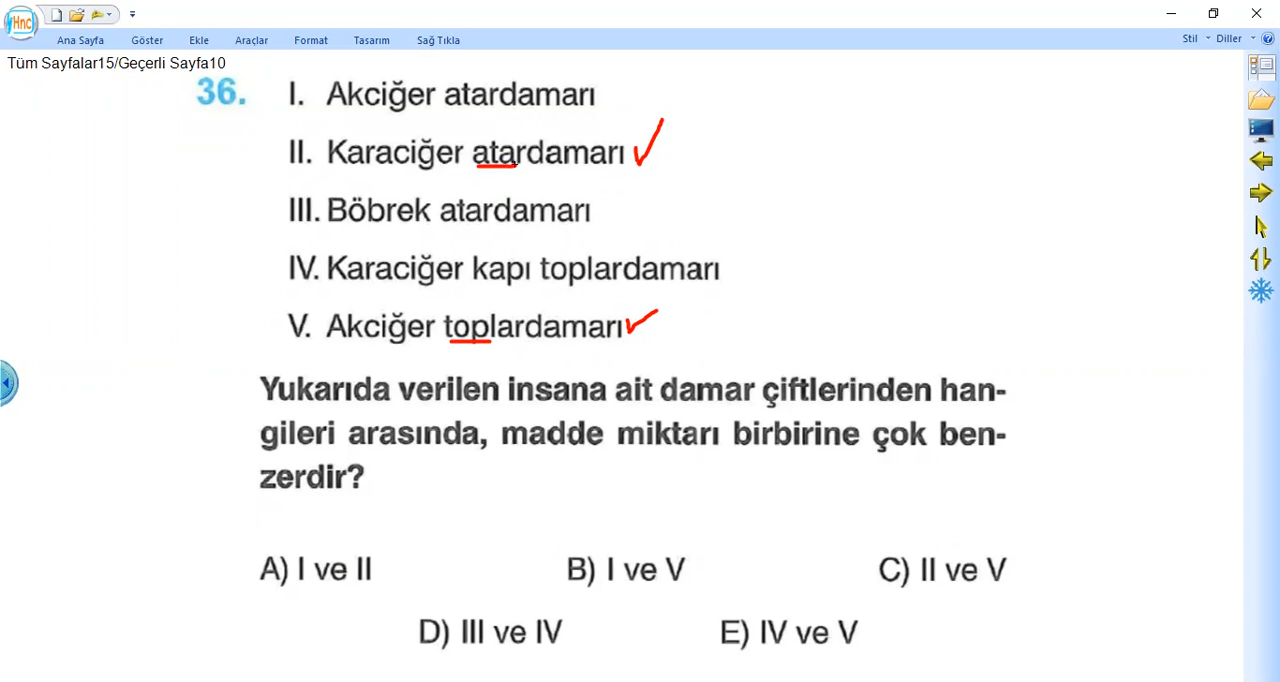 Hnc
Ana Sayfa Göster Ekle Araçlar Format Tasarım Sağ Tıkla Stil Diller
Tüm Sayfalar15/Geçerli Sayfa10
36. I. Akciğer atardamarı
II. Karaciğer atardamarı
III. Böbrek atardamarı
IV. Karaciğer kapı toplardamarı
V. Akciğer toplardamarı
Yukarıda verilen insana ait damar çiftlerinden han-
gileri arasında, madde miktarı birbirine çok ben-
zerdir?
A) I ve II B) I ve V C) II ve V
D) III ve IV E) IV ve V